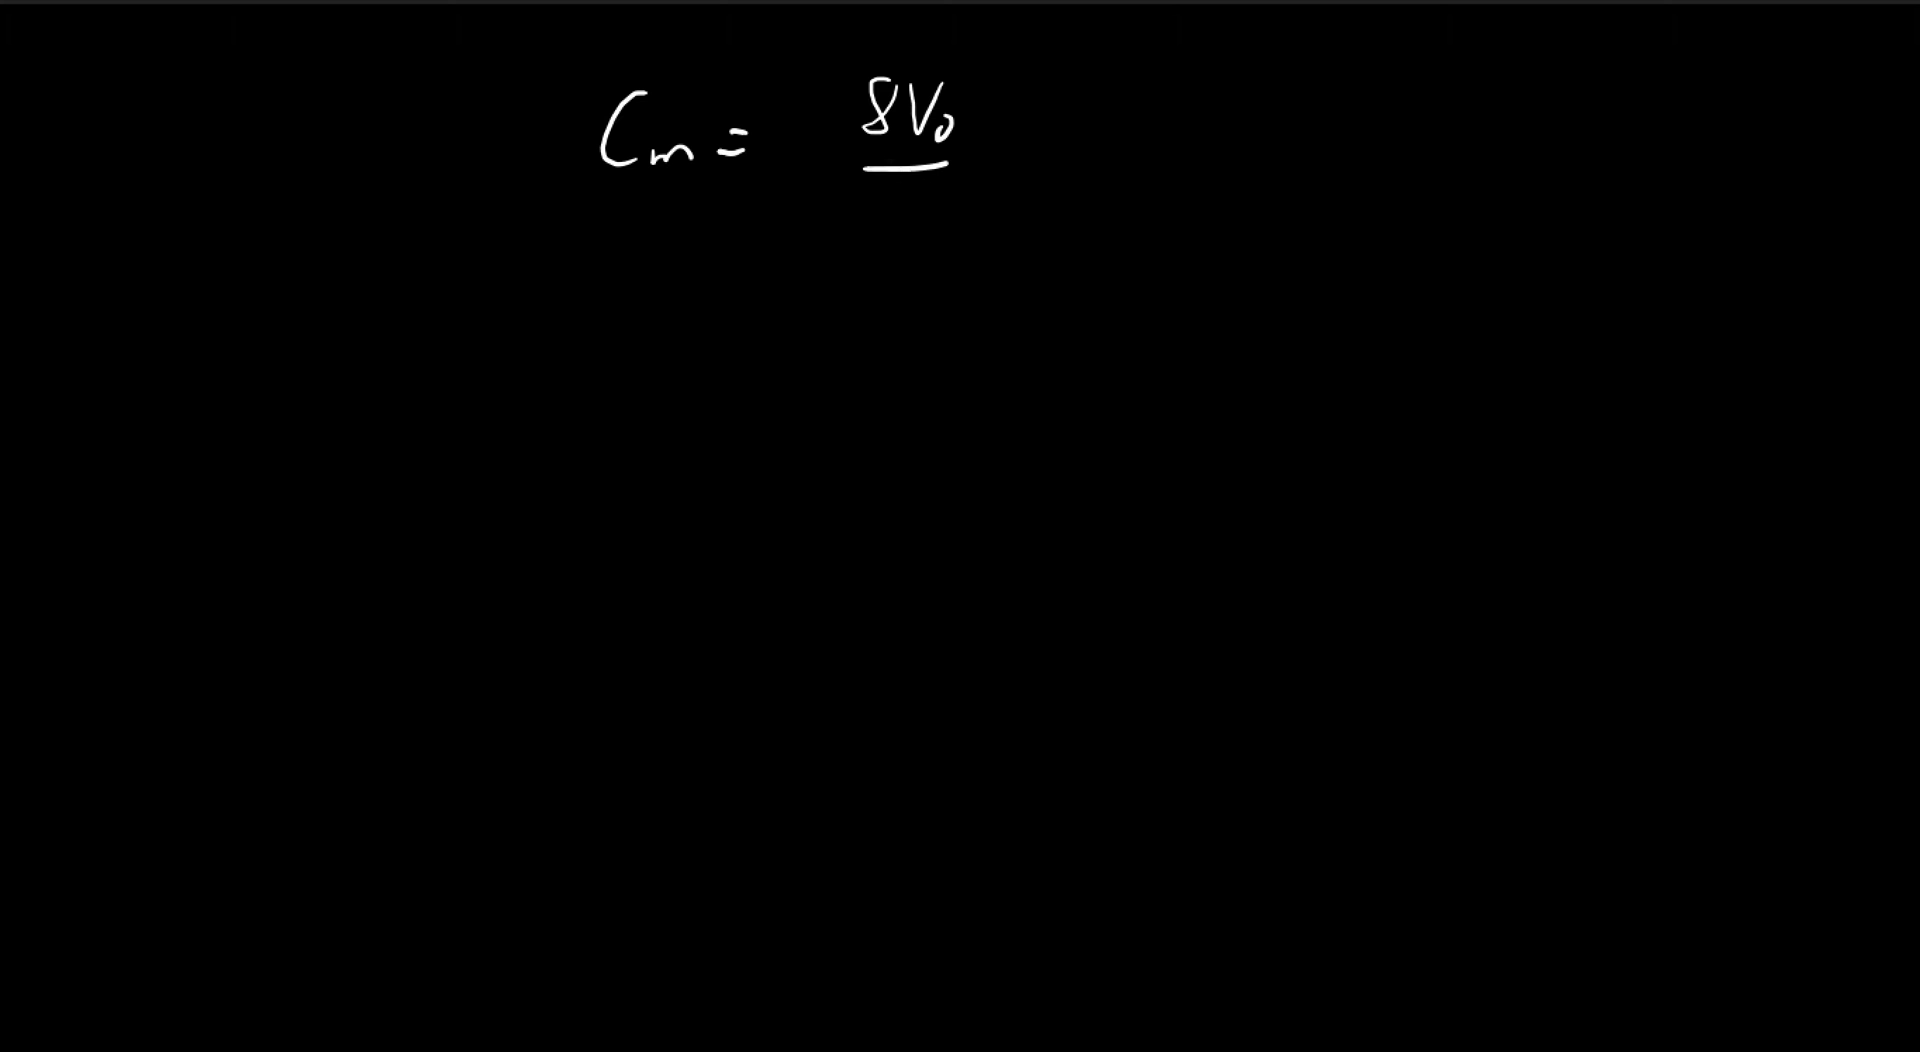 Cm = 8V₀